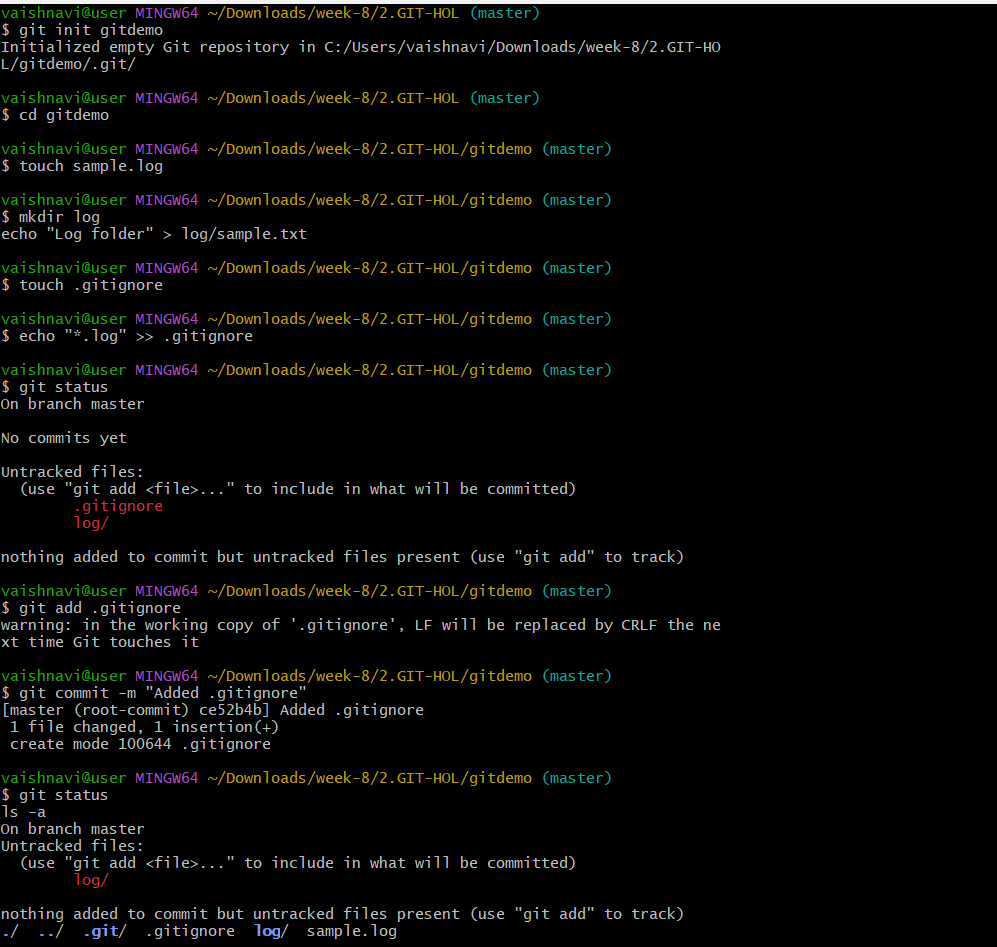 vaishnavi@user MINGW64 ~/Downloads/week-8/2.GIT-HOL (master)
$ git init gitdemo
Initialized empty Git repository in C:/Users/vaishnavi/Downloads/week-8/2.GIT-HO
L/gitdemo/.git/

vaishnavi@user MINGW64 ~/Downloads/week-8/2.GIT-HOL (master)
$ cd gitdemo

vaishnavi@user MINGW64 ~/Downloads/week-8/2.GIT-HOL/gitdemo (master)
$ touch sample.log

vaishnavi@user MINGW64 ~/Downloads/week-8/2.GIT-HOL/gitdemo (master)
$ mkdir log
echo "Log folder" > log/sample.txt

vaishnavi@user MINGW64 ~/Downloads/week-8/2.GIT-HOL/gitdemo (master)
$ touch .gitignore

vaishnavi@user MINGW64 ~/Downloads/week-8/2.GIT-HOL/gitdemo (master)
$ echo "*.log" >> .gitignore

vaishnavi@user MINGW64 ~/Downloads/week-8/2.GIT-HOL/gitdemo (master)
$ git status
On branch master

No commits yet

Untracked files:
  (use "git add <file>..." to include in what will be committed)
        .gitignore
        log/

nothing added to commit but untracked files present (use "git add" to track)

vaishnavi@user MINGW64 ~/Downloads/week-8/2.GIT-HOL/gitdemo (master)
$ git add .gitignore
warning: in the working copy of '.gitignore', LF will be replaced by CRLF the ne
xt time Git touches it

vaishnavi@user MINGW64 ~/Downloads/week-8/2.GIT-HOL/gitdemo (master)
$ git commit -m "Added .gitignore"
[master (root-commit) ce52b4b] Added .gitignore
 1 file changed, 1 insertion(+)
 create mode 100644 .gitignore

vaishnavi@user MINGW64 ~/Downloads/week-8/2.GIT-HOL/gitdemo (master)
$ git status
ls -a
On branch master
Untracked files:
  (use "git add <file>..." to include in what will be committed)
        log/

nothing added to commit but untracked files present (use "git add" to track)
./  ../  .git/  .gitignore  log/  sample.log